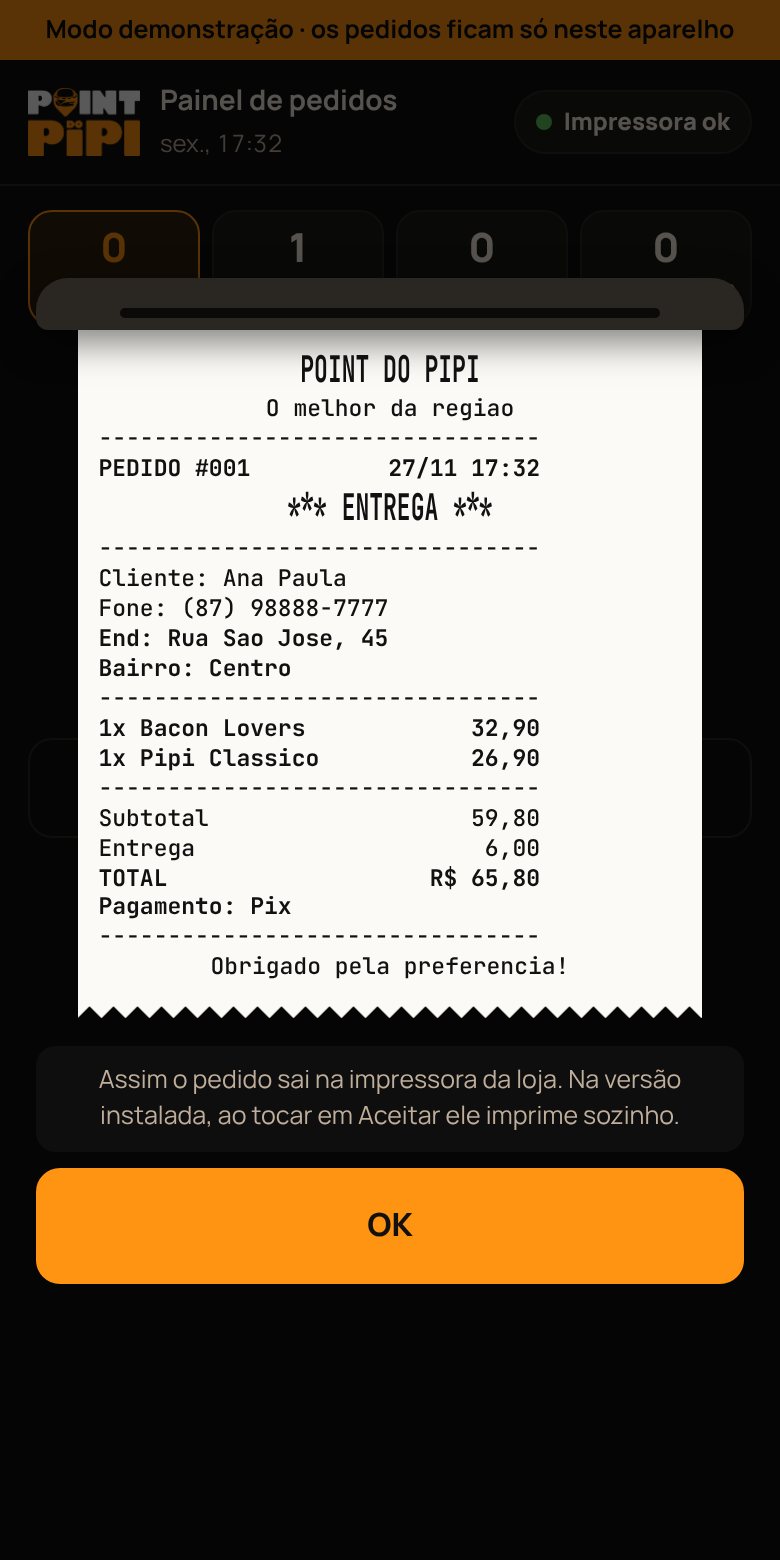 Modo demonstração · os pedidos ficam só neste aparelho
POINT
DO
PIPI
Painel de pedidos
sex., 17:32
Impressora ok
0 1 0 0
POINT DO PIPI
O melhor da regiao
--------------------------------
PEDIDO #001 27/11 17:32
*** ENTREGA ***
--------------------------------
Cliente: Ana Paula
Fone: (87) 98888-7777
End: Rua Sao Jose, 45
Bairro: Centro
--------------------------------
1x Bacon Lovers 32,90
1x Pipi Classico 26,90
--------------------------------
Subtotal 59,80
Entrega 6,00
TOTAL R$ 65,80
Pagamento: Pix
--------------------------------
Obrigado pela preferencia!
Assim o pedido sai na impressora da loja. Na versão
instalada, ao tocar em Aceitar ele imprime sozinho.
OK